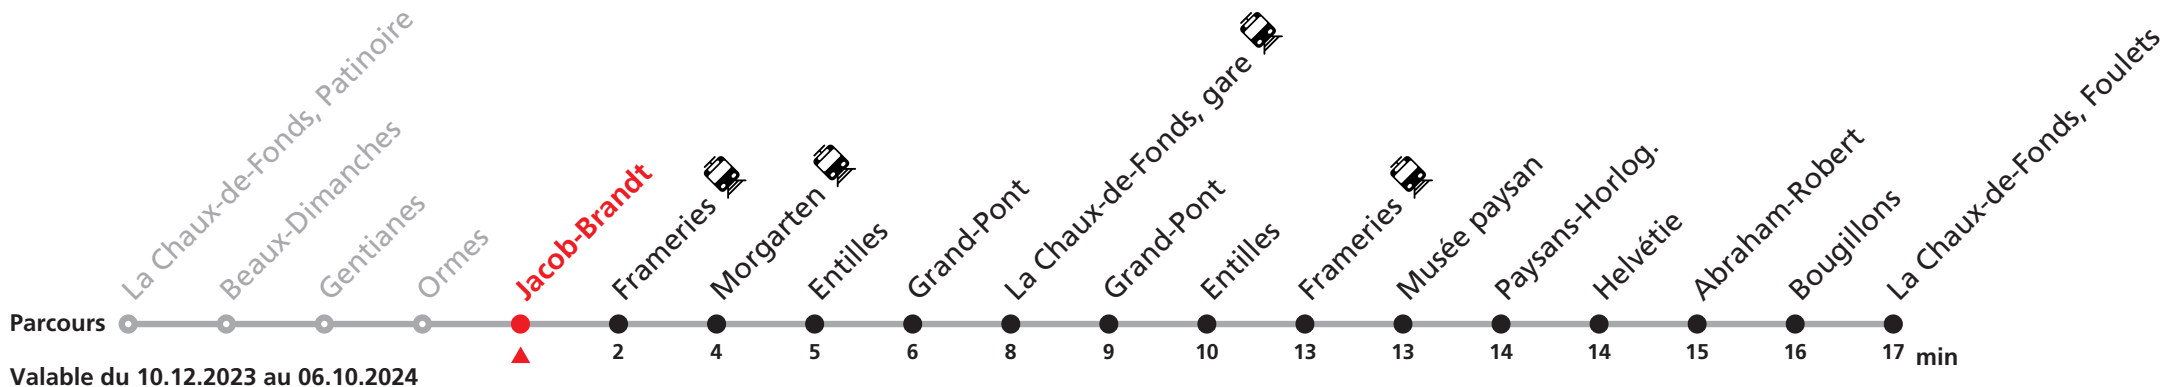 La Chaux-de-Fonds, Patinoire
Beaux-Dimanches
Gentianes
Ormes
Jacob-Brandt
Frameries
Morgarten
Entilles
Grand-Pont
La Chaux-de-Fonds, gare
Grand-Pont
Entilles
Frameries
Musée paysan
Paysans-Horlog.
Helvétie
Abraham-Robert
Bougillons
La Chaux-de-Fonds, Foulets
Parcours
2 4 5 6 8 9 10 13 13 14 14 15 16 17 min
Valable du 10.12.2023 au 06.10.2024